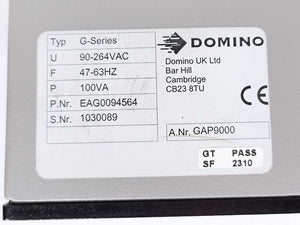 Typ G-Series
U 90-264VAC
F 47-63HZ
P 100VA
P.Nr. EAG0094564
S.Nr. 1030089
DOMINO
Domino UK Ltd
Bar Hill
Cambridge
CB23 8TU
CE
A.Nr. GAP9000
GT PASS
SF 2310